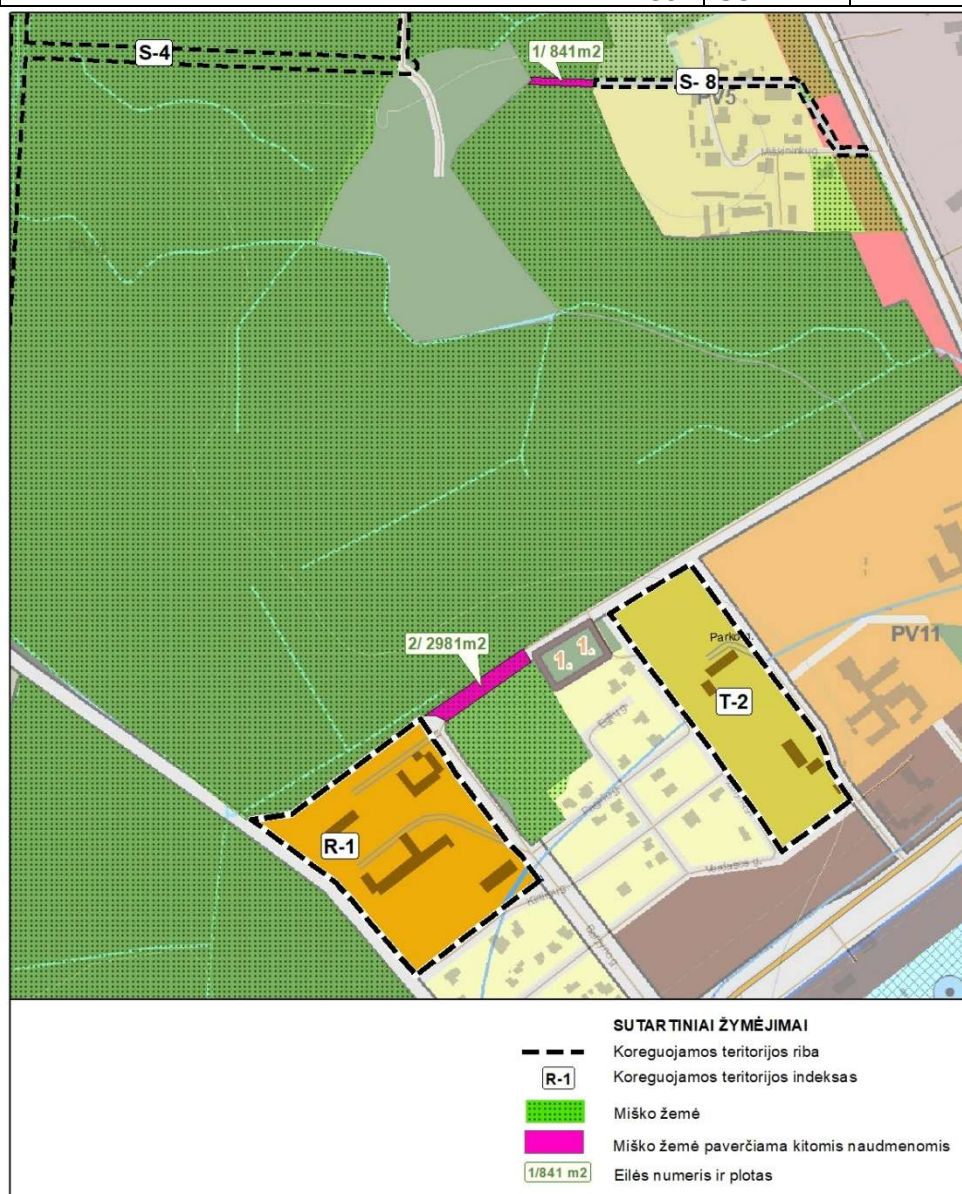 S-4
1/ 841m2
S- 8
PV5
2/ 2981m2
1. 1.
Parko g.
PV11
T-2
R-1
SUTARTINIAI ŽYMĖJIMAI
Koreguojamos teritorijos riba
R-1
Koreguojamos teritorijos indeksas
Miško žemė
Miško žemė paverčiama kitomis naudmenomis
1/841 m2
Eilės numeris ir plotas